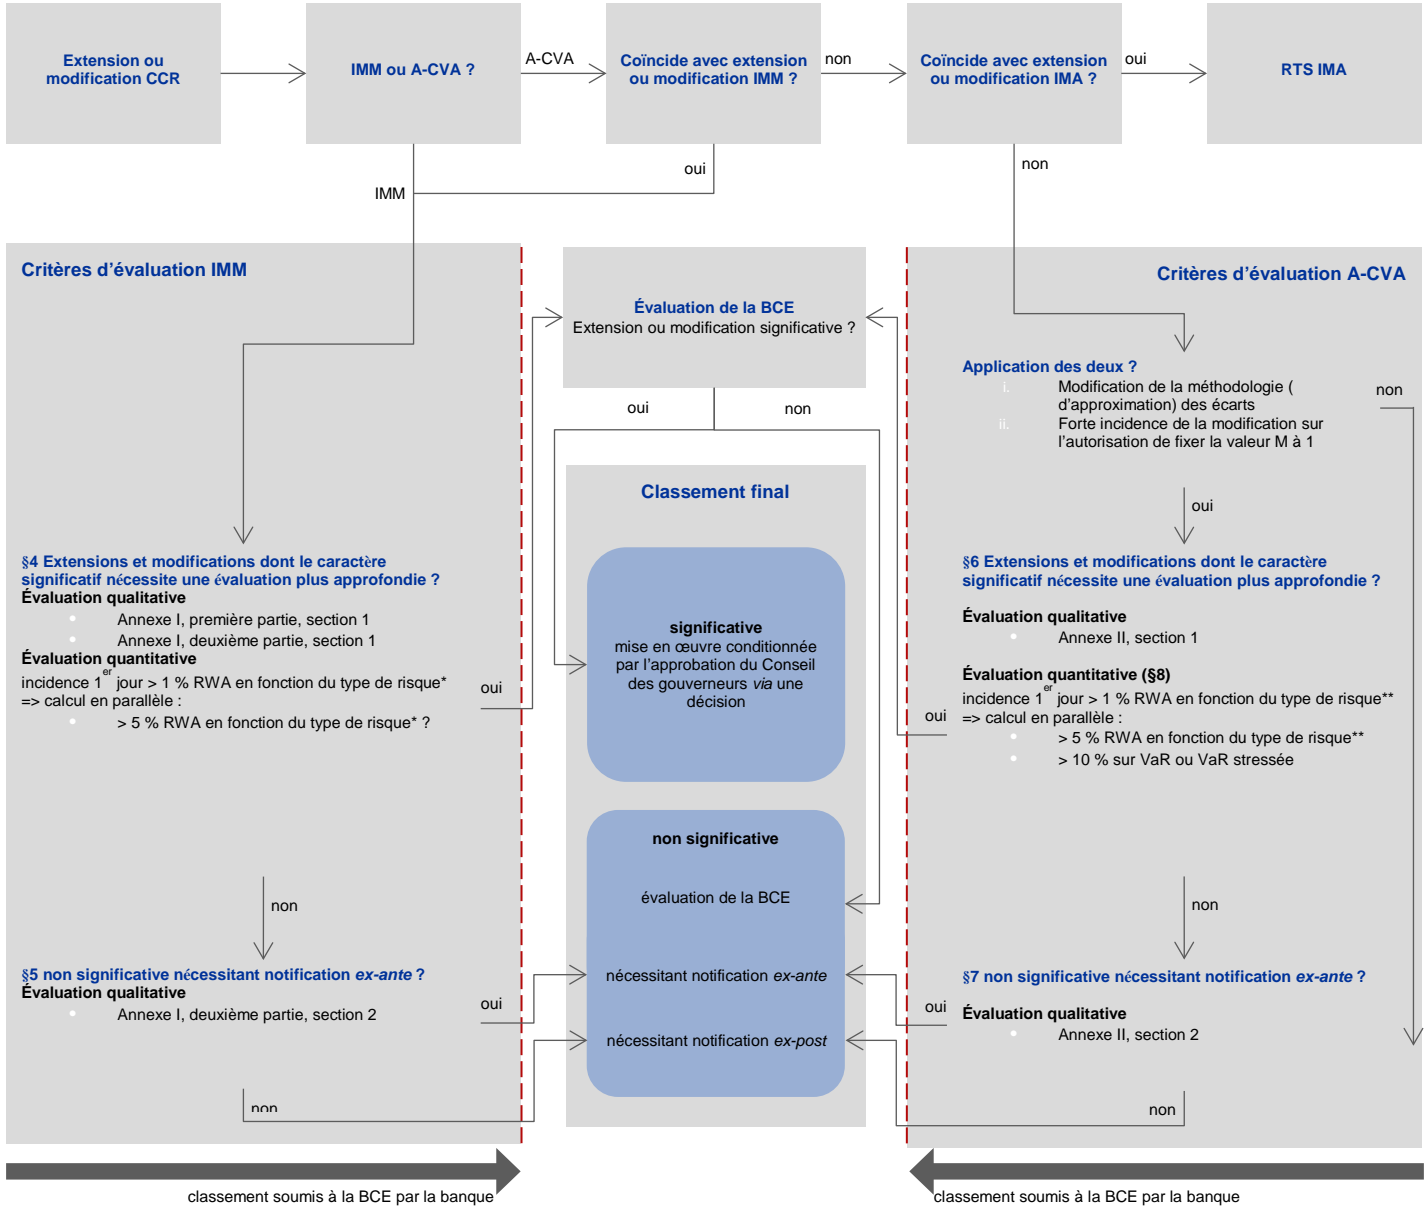 Extension ou
modification CCR
IMM ou A-CVA ?
A-CVA
Coïncide avec extension
ou modification IMM ?
non
Coïncide avec extension
ou modification IMA ?
oui
RTS IMA
oui
non
IMM
Critères d'évaluation IMM
Évaluation de la BCE
Extension ou modification significative ?
Critères d'évaluation A-CVA
oui
non
Application des deux ?
i. Modification de la méthodologie (
d'approximation) des écarts
ii. Forte incidence de la modification sur
l'autorisation de fixer la valeur M à 1
non
oui
Classement final
§4 Extensions et modifications dont le caractère
significatif nécessite une évaluation plus approfondie ?
Évaluation qualitative
• Annexe I, première partie, section 1
• Annexe I, deuxième partie, section 1
Évaluation quantitative
incidence 1er jour > 1 % RWA en fonction du type de risque*
=> calcul en parallèle :
• > 5 % RWA en fonction du type de risque* ?
oui
significative
mise en œuvre conditionnée
par l'approbation du Conseil
des gouverneurs via une
décision
§6 Extensions et modifications dont le caractère
significatif nécessite une évaluation plus approfondie ?
Évaluation qualitative
• Annexe II, section 1
Évaluation quantitative (§8)
incidence 1er jour > 1 % RWA en fonction du type de risque**
=> calcul en parallèle :
• > 5 % RWA en fonction du type de risque**
• > 10 % sur VaR ou VaR stressée
oui
non
non
non significative
évaluation de la BCE
nécessitant notification ex-ante
nécessitant notification ex-post
§5 non significative nécessitant notification ex-ante ?
Évaluation qualitative
• Annexe I, deuxième partie, section 2
oui
§7 non significative nécessitant notification ex-ante ?
Évaluation qualitative
• Annexe II, section 2
oui
non
non
classement soumis à la BCE par la banque
classement soumis à la BCE par la banque